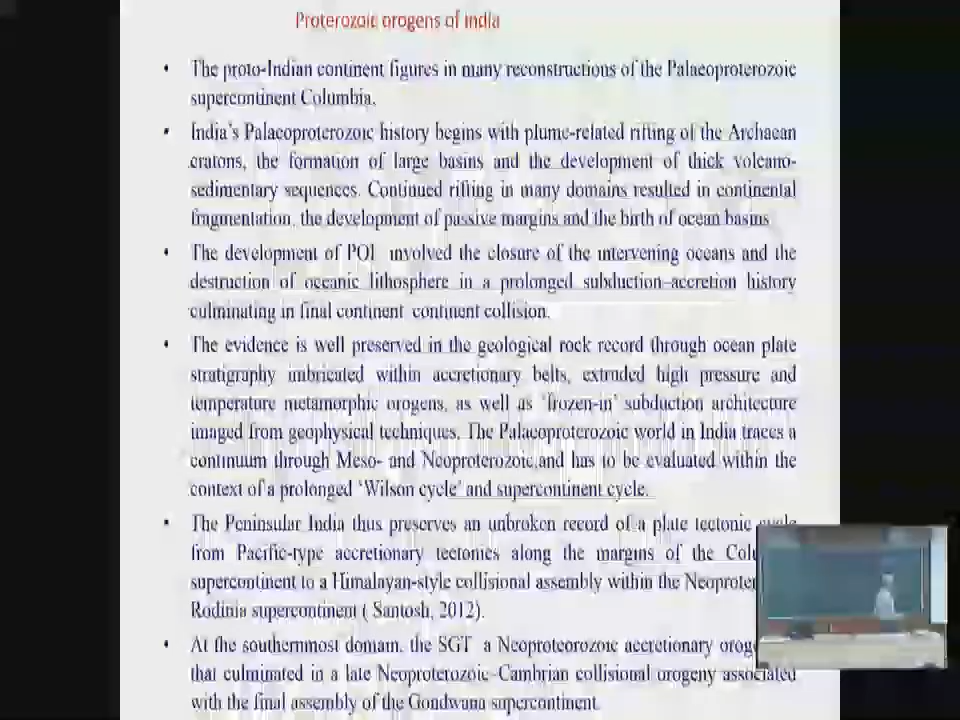 Proterozoic orogens of india
• The proto-Indian continent figures in many reconstructions of the Palaeoproterozoic
supercontinent Columbia.
• India's Palaeoproterozoic history begins with plume-related rifting of the Archaean
cratons, the formation of large basins and the development of thick volcano-
sedimentary sequences. Continued rifting in many domains resulted in continental
fragmentation, the development of passive margins and the birth of ocean basins
• The development of POI involved the closure of the intervening oceans and the
destruction of oceanic lithosphere in a prolonged subduction–accretion history
culminating in final continent continent collision.
• The evidence is well preserved in the geological rock record through ocean plate
stratigraphy imbricated within accretionary belts, extruded high pressure and
temperature metamorphic orogens, as well as 'frozen-in' subduction architecture
imaged from geophysical techniques. The Palaeoproterozoic world in India traces a
continuum through Meso- and Neoproterozoic,and has to be evaluated within the
context of a prolonged 'Wilson cycle' and supercontinent cycle.
• The Peninsular India thus preserves an unbroken record of a plate tectonic cycle
from Pacific-type accretionary tectonics along the margins of the
supercontinent to a Himalayan-style collisional assembly within the
Rodinia supercontinent ( Santosh, 2012).
• At the southernmost domain, the SGT a Neoproteorozoic accretionary
that culminated in a late Neoproterozoic–Cambrian collisional orogeny associated
with the final assembly of the Gondwana supercontinent.